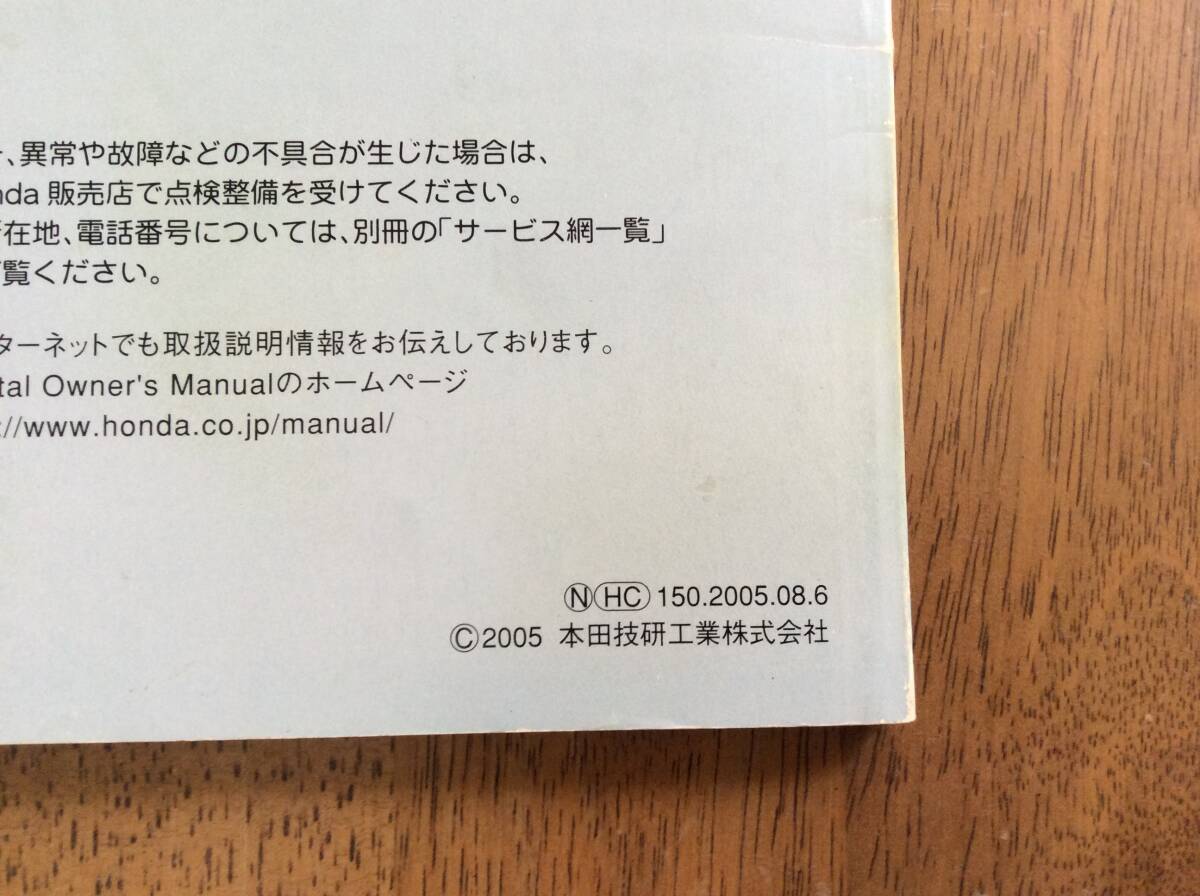 、異常や故障などの不具合が生じた場合は、
nda 販売店で点検整備を受けてください。
在地、電話番号については、別冊の「サービス網一覧」
覧ください。
ターネットでも取扱説明情報をお伝えしております。
tal Owner's Manualのホームページ
://www.honda.co.jp/manual/
Ⓝ HC 150.2005.08.6
©2005 本田技研工業株式会社